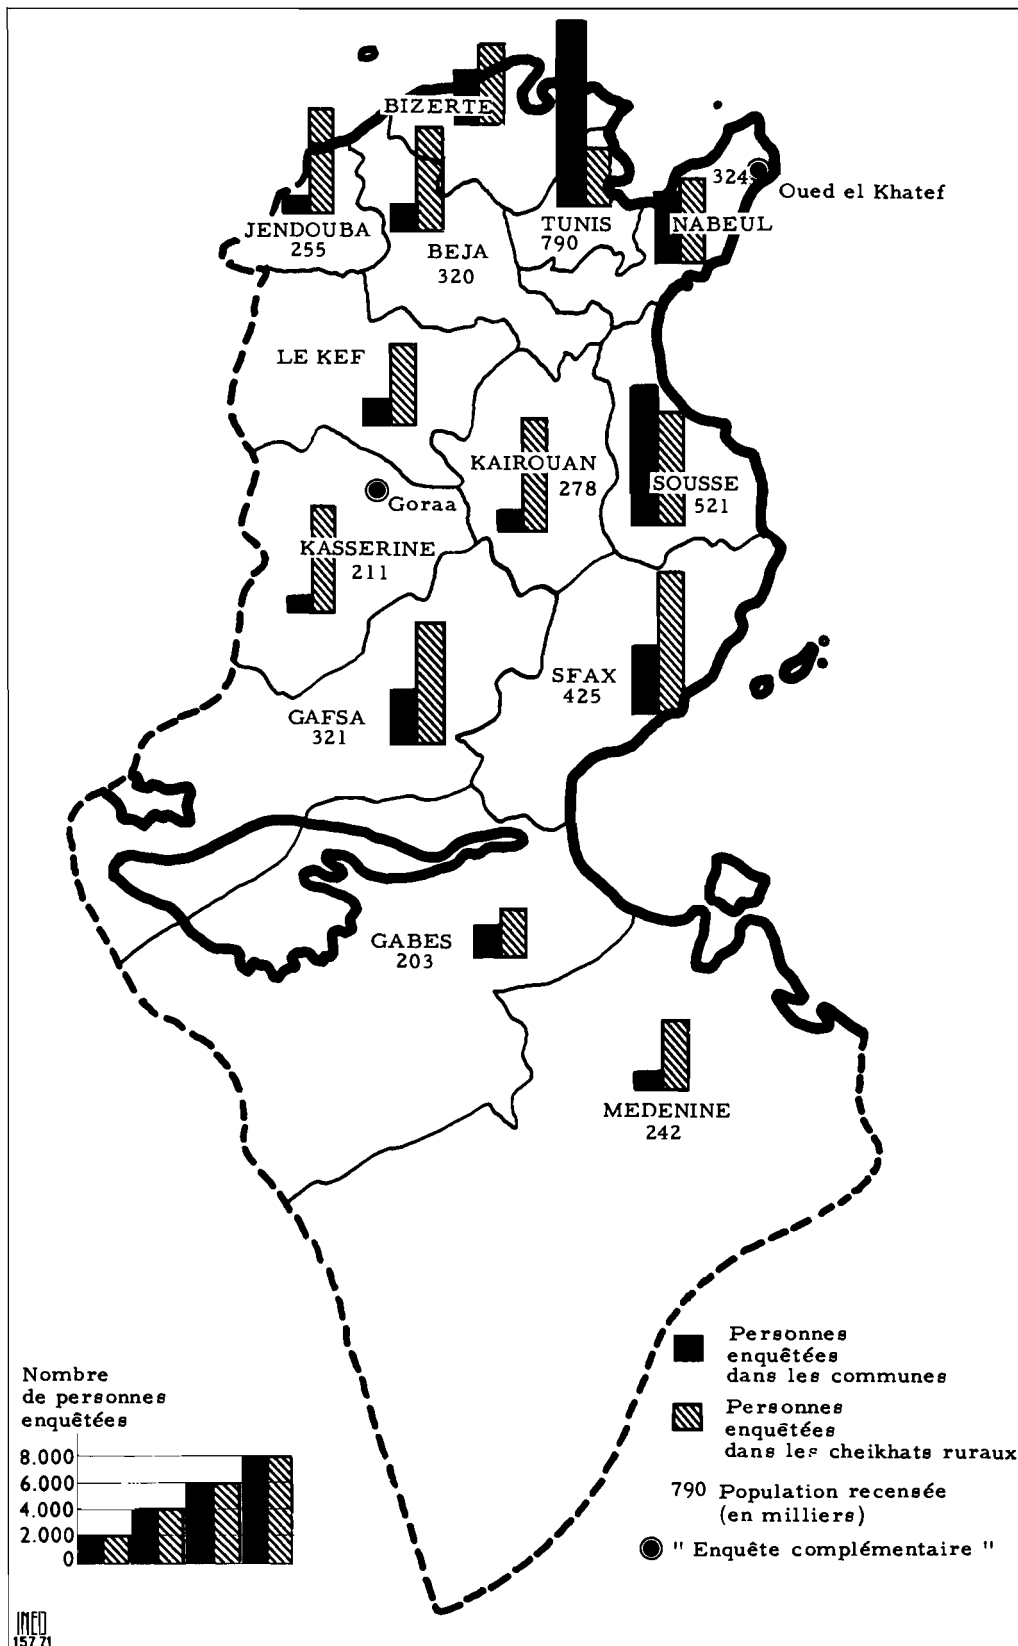 BIZERTE
324
Oued el Khatef
JENDOUBA
255
BEJA
320
TUNIS
790
NABEUL
LE KEF
KAIROUAN
278
SOUSSE
521
Goraa
KASSERINE
211
SFAX
425
GAFSA
321
GABES
203
MEDENINE
242
Personnes
enquêtées
dans les communes
Personnes
enquêtées
dans les cheikhats ruraux
790 Population recensée
(en milliers)
" Enquête complémentaire "
Nombre
de personnes
enquêtées
8.000
6.000
4.000
2.000
0
INED
157 71